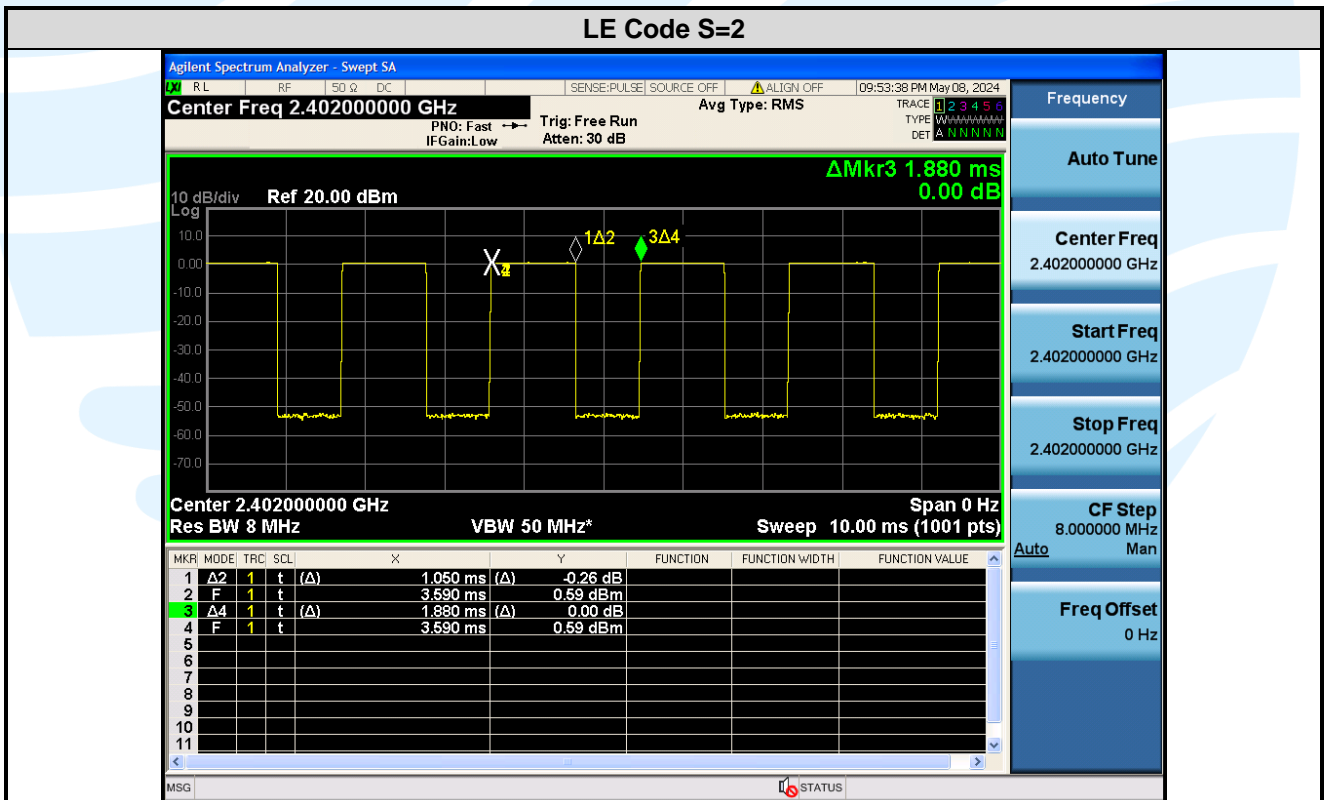 LE Code S=2
Agilent Spectrum Analyzer - Swept SA
LXI RL RF 50 Ω DC SENSE:PULSE SOURCE OFF ALIGN OFF 09:53:38 PM May 08, 2024
Center Freq 2.402000000 GHz
PNO: Fast
IFGain:Low
Trig: Free Run
Atten: 30 dB
Avg Type: RMS
TRACE 1 2 3 4 5 6
TYPE WWWWWW
DET A N N N N N
ΔMkr3 1.880 ms
0.00 dB
10 dB/div Ref 20.00 dBm
Log
10.0
0.00
-10.0
-20.0
-30.0
-40.0
-50.0
-60.0
-70.0
1Δ2
3Δ4
Center 2.402000000 GHz Span 0 Hz
Res BW 8 MHz VBW 50 MHz* Sweep 10.00 ms (1001 pts)
MKR MODE TRC SCL X Y FUNCTION FUNCTION WIDTH FUNCTION VALUE
1 Δ2 1 t (Δ) 1.050 ms (Δ) -0.26 dB
2 F 1 t 3.590 ms 0.59 dBm
3 Δ4 1 t (Δ) 1.880 ms (Δ) 0.00 dB
4 F 1 t 3.590 ms 0.59 dBm
5
6
7
8
9
10
11
MSG STATUS
Frequency
Auto Tune
Center Freq
2.402000000 GHz
Start Freq
2.402000000 GHz
Stop Freq
2.402000000 GHz
CF Step
8.000000 MHz
Auto Man
Freq Offset
0 Hz